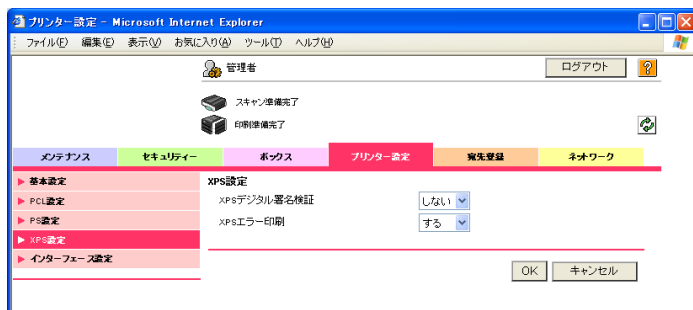 プリンター設定 - Microsoft Internet Explorer
ファイル(F) 編集(E) 表示(V) お気に入り(A) ツール(T) ヘルプ(H)
管理者 ログアウト ?
スキャン準備完了
印刷準備完了
メンテナンス セキュリティー ボックス プリンター設定 宛先登録 ネットワーク
基本設定
PCL設定
PS設定
XPS設定
インターフェース設定
XPS設定
XPSデジタル署名検証 しない
XPSエラー印刷 する
OK キャンセル